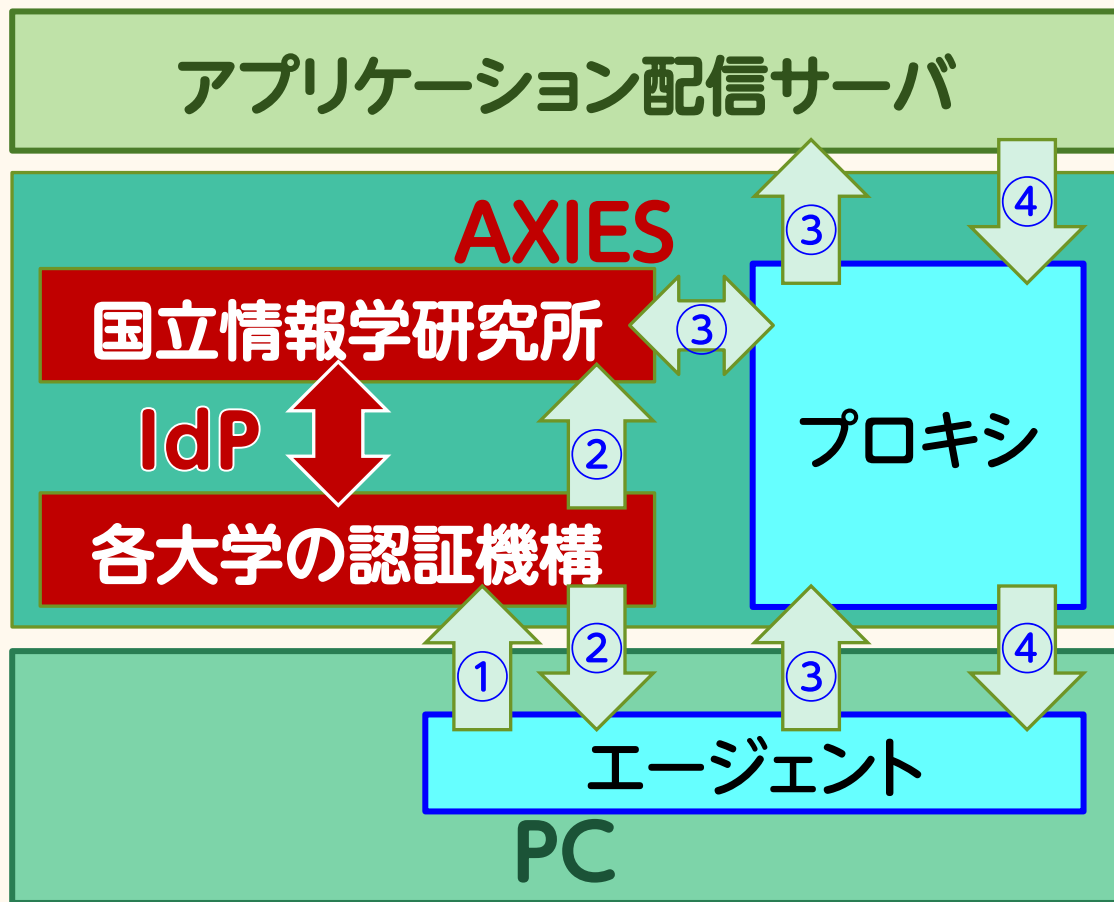 アプリケーション配信サーバ
③
④
AXIES
国立情報学研究所
③
IdP
②
プロキシ
各大学の認証機構
①
②
③
④
エージェント
PC